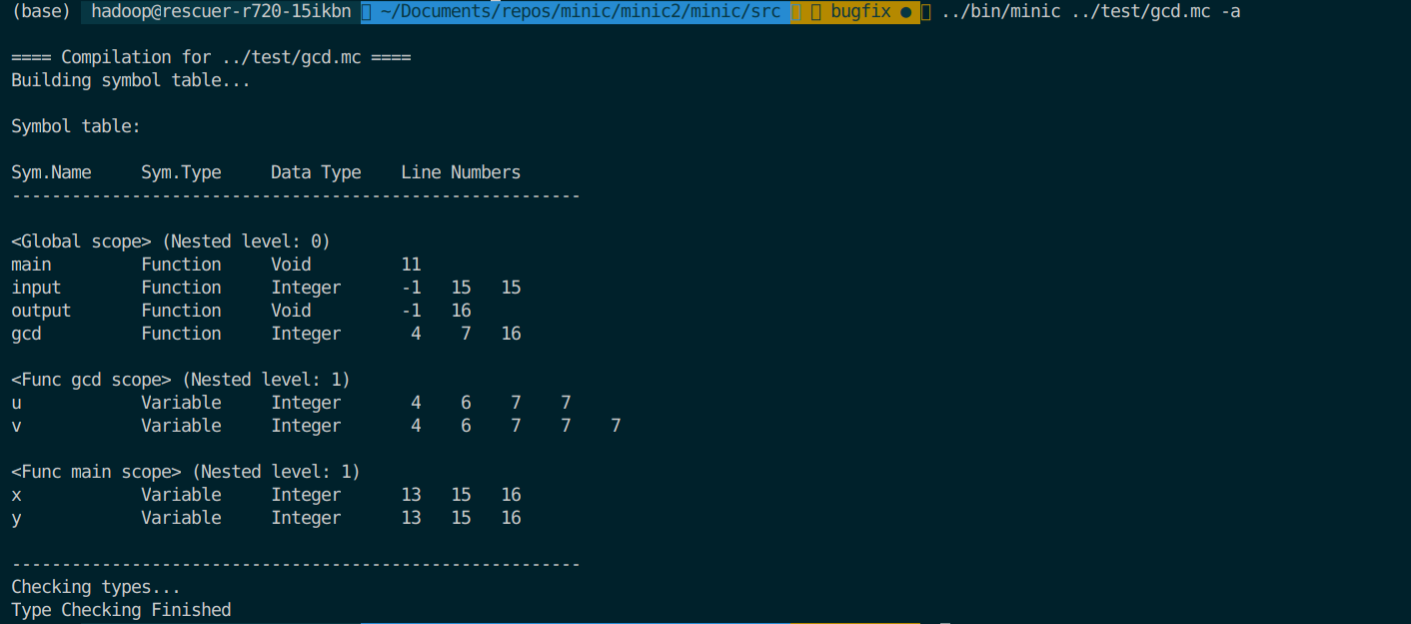 (base) hadoop@rescuer-r720-15ikbn ~/Documents/repos/minic/minic2/minic/src bugfix ● ../bin/minic ../test/gcd.mc -a
==== Compilation for ../test/gcd.mc ====
Building symbol table...
Symbol table:
Sym.Name     Sym.Type     Data Type    Line Numbers
---------------------------------------------------------
<Global scope> (Nested level: 0)
main         Function     Void         11
input        Function     Integer      -1   15   15
output       Function     Void         -1   16
gcd          Function     Integer       4    7   16
<Func gcd scope> (Nested level: 1)
u            Variable     Integer       4    6    7    7
v            Variable     Integer       4    6    7    7    7
<Func main scope> (Nested level: 1)
x            Variable     Integer      13   15   16
y            Variable     Integer      13   15   16
---------------------------------------------------------
Checking types...
Type Checking Finished